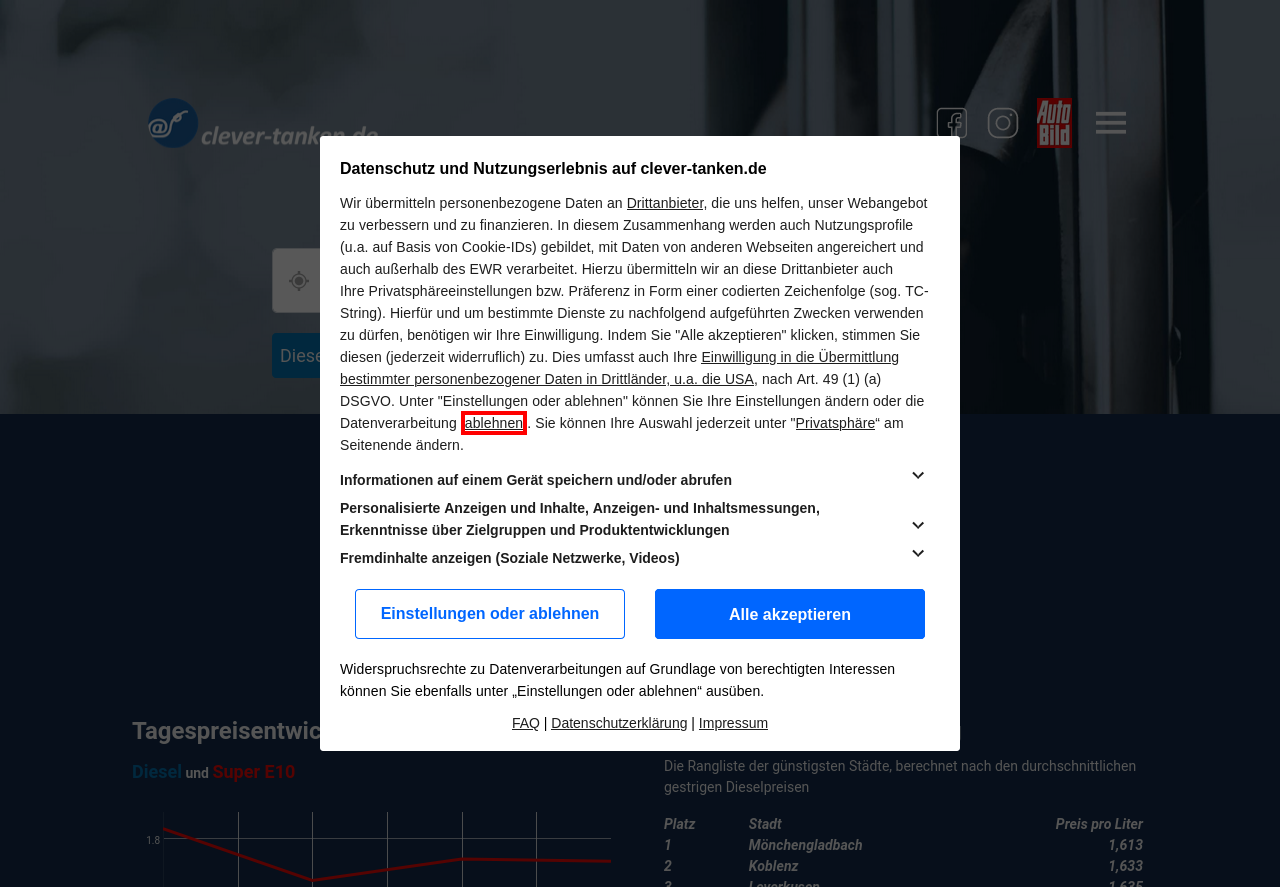 clever-tanken.de
Auto
Bild
Datenschutz und Nutzungserlebnis auf clever-tanken.de
Wir übermitteln personenbezogene Daten an Drittanbieter, die uns helfen, unser Webangebot
zu verbessern und zu finanzieren. In diesem Zusammenhang werden auch Nutzungsprofile
(u.a. auf Basis von Cookie-IDs) gebildet, mit Daten von anderen Webseiten angereichert und
auch außerhalb des EWR verarbeitet. Hierzu übermitteln wir an diese Drittanbieter auch
Ihre Privatsphäreeinstellungen bzw. Präferenz in Form einer codierten Zeichenfolge (sog. TC-
String). Hierfür und um bestimmte Dienste zu nachfolgend aufgeführten Zwecken verwenden
zu dürfen, benötigen wir Ihre Einwilligung. Indem Sie "Alle akzeptieren" klicken, stimmen Sie
diesen (jederzeit widerruflich) zu. Dies umfasst auch Ihre Einwilligung in die Übermittlung
bestimmter personenbezogener Daten in Drittländer, u.a. die USA, nach Art. 49 (1) (a)
DSGVO. Unter "Einstellungen oder ablehnen" können Sie Ihre Einstellungen ändern oder die
Datenverarbeitung ablehnen . Sie können Ihre Auswahl jederzeit unter "Privatsphäre“ am
Seitenende ändern.
Informationen auf einem Gerät speichern und/oder abrufen
Personalisierte Anzeigen und Inhalte, Anzeigen- und Inhaltsmessungen,
Erkenntnisse über Zielgruppen und Produktentwicklungen
Fremdinhalte anzeigen (Soziale Netzwerke, Videos)
Einstellungen oder ablehnen
Alle akzeptieren
Widerspruchsrechte zu Datenverarbeitungen auf Grundlage von berechtigten Interessen
können Sie ebenfalls unter „Einstellungen oder ablehnen“ ausüben.
FAQ | Datenschutzerklärung | Impressum
Diesel und Super E10
1.8
Die Rangliste der günstigsten Städte, berechnet nach den durchschnittlichen
gestrigen Dieselpreisen
Platz Stadt Preis pro Liter
1 Mönchengladbach 1,613
2 Koblenz 1,633
3 Leverkusen 1,635